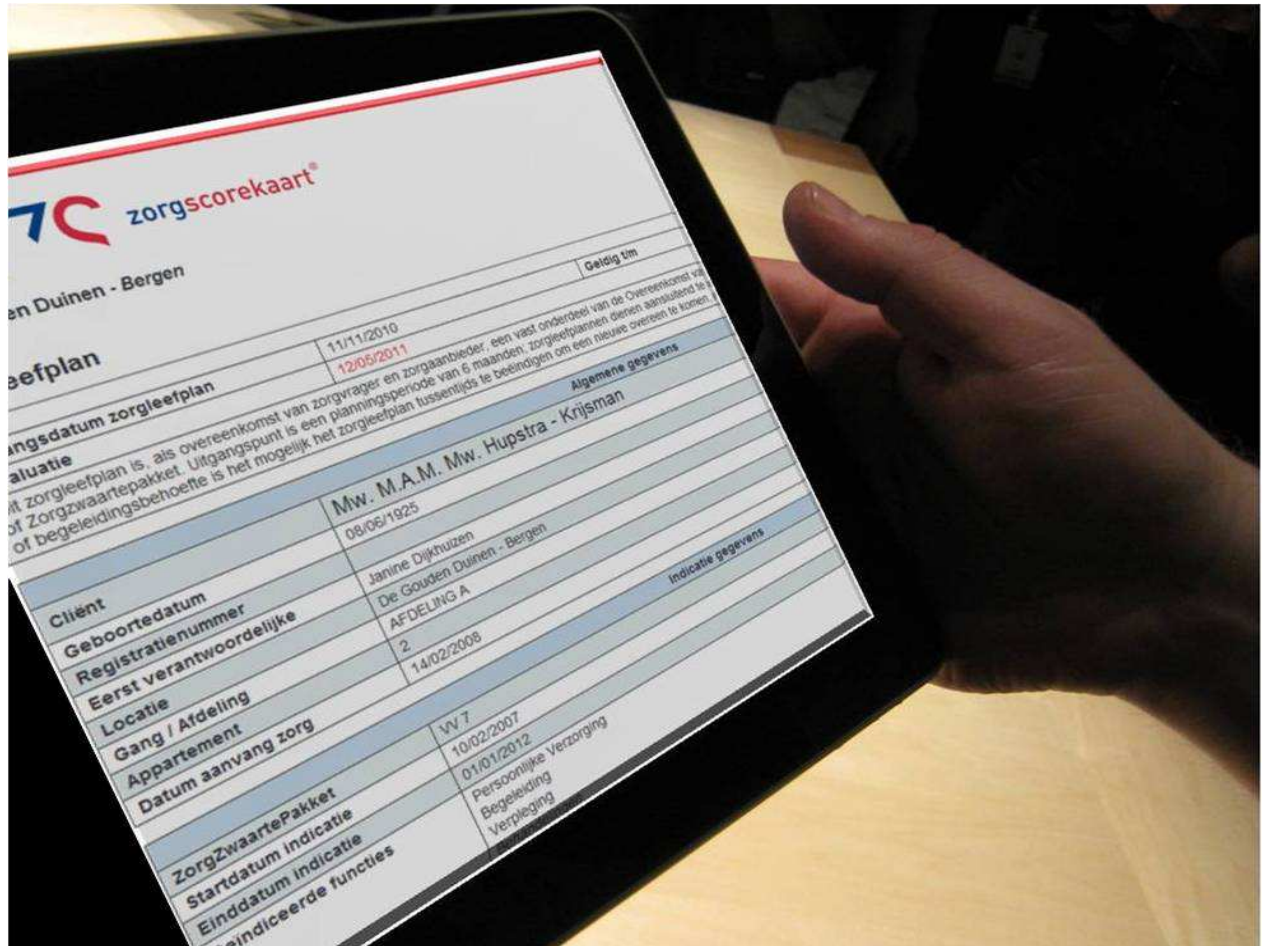 zorgscorekaart®
en Duinen - Bergen
eefplan
Geldig t/m
angsdatum zorgleefplan 11/11/2010
aluatie 12/05/2011
it zorgleefplan is, als overeenkomst van zorgvrager en zorgaanbieder, een vast onderdeel van de Overeenkomst va
of Zorgzwaartepakket. Uitgangspunt is een planningsperiode van 6 maanden; zorgleefplannen dienen aansluitend te
of begeleidingsbehoefte is het mogelijk het zorgleefplan tussentijds te beëindigen om een nieuwe overeen te komen.
Algemene gegevens
Cliënt Mw. M.A.M. Mw. Hupstra - Krijsman
Geboortedatum 08/06/1925
Registratienummer
Eerst verantwoordelijke Janine Dijkhuizen
Locatie De Gouden Duinen - Bergen
Gang / Afdeling AFDELING A
Appartement 2
Datum aanvang zorg 14/02/2008
Indicatie gegevens
ZorgZwaartePakket VV 7
Startdatum indicatie 10/02/2007
Einddatum indicatie 01/01/2012
eïndiceerde functies Persoonlijke Verzorging
Begeleiding
Verpleging